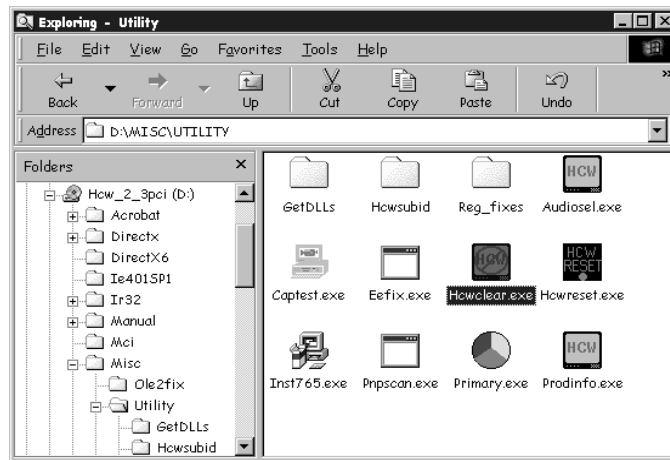 Exploring - Utility
File Edit View Go Favorites Tools Help
Back Forward Up Cut Copy Paste Undo »
Address D:\MISC\UTILITY
Folders
Hcw_2_3pci (D:)
Acrobat
Directx
DirectX6
Ie401SP1
Ir32
Manual
Mci
Misc
Ole2fix
Utility
GetDLLs
Hcwsubid
HCW
GetDLLs Hcwsubid Reg_fixes Audiosel.exe
HCW HCW RESET
Captest.exe Eefix.exe Hcwclear.exe Hcwreset.exe
HCW
Inst765.exe Pnpscan.exe Primary.exe Prodinfo.exe